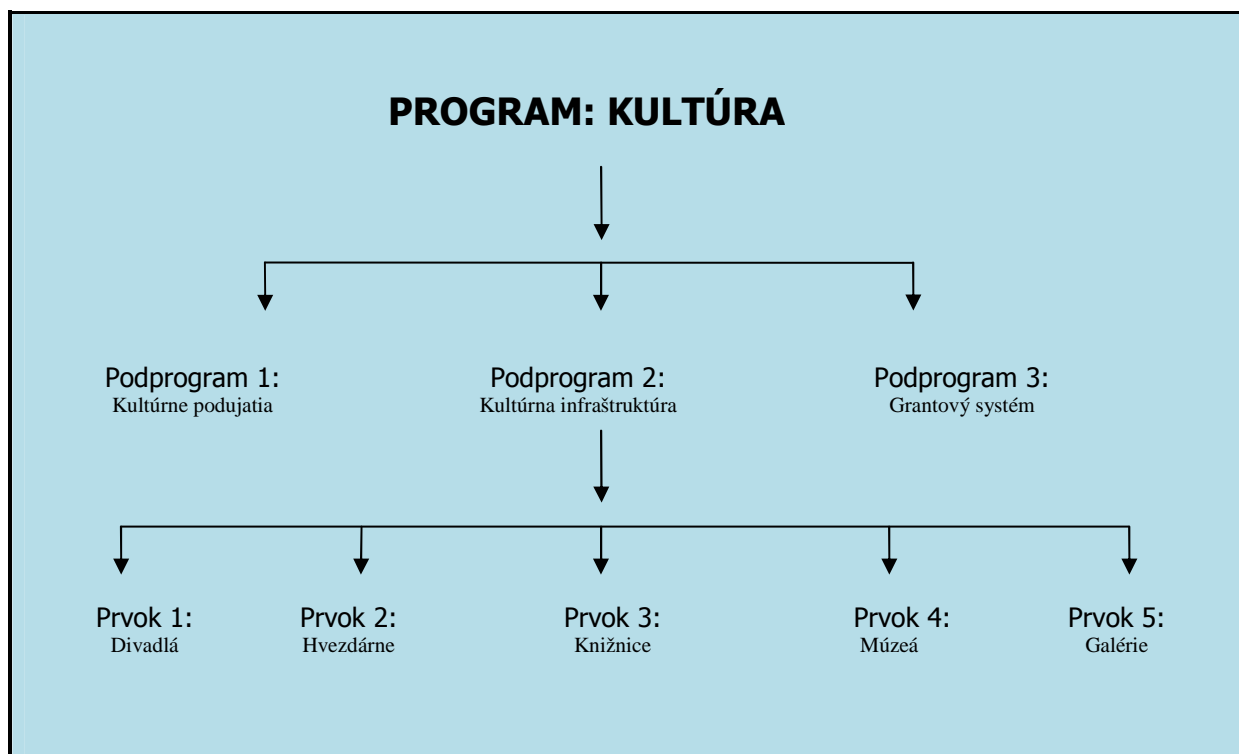 PROGRAM: KULTÚRA
Podprogram 1:
Kultúrne podujatia
Podprogram 2:
Kultúrna infraštruktúra
Podprogram 3:
Grantový systém
Prvok 1:
Divadlá
Prvok 2:
Hvezdárne
Prvok 3:
Knižnice
Prvok 4:
Múzeá
Prvok 5:
Galérie